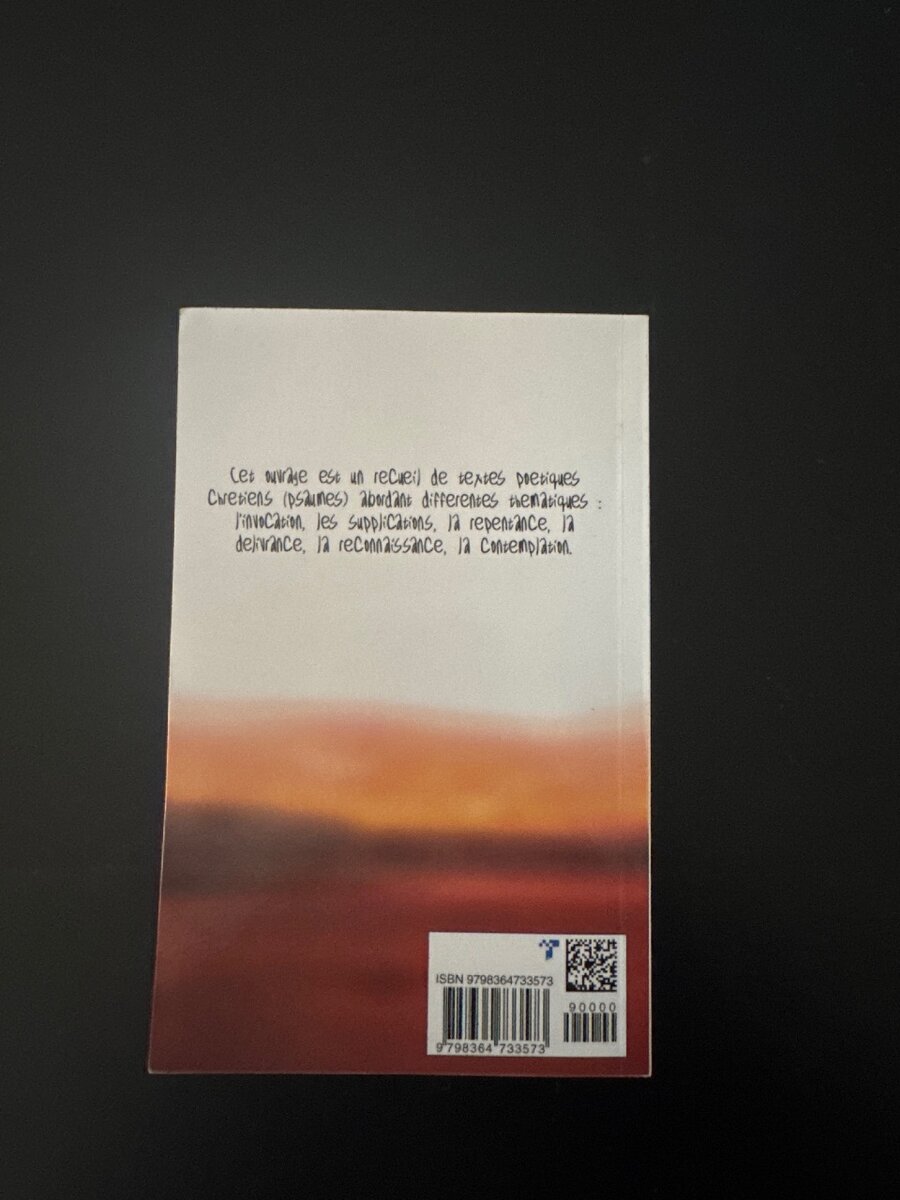 Cet ouvrage est un recueil de textes poetiques
Chretiens (psaumes) abordant differentes thematiques :
l'invocation, les supplications, la repentance, la
delivrance, la reconnaissance, la contemplation.
ISBN 9798364733573
90000
9 798364 733573